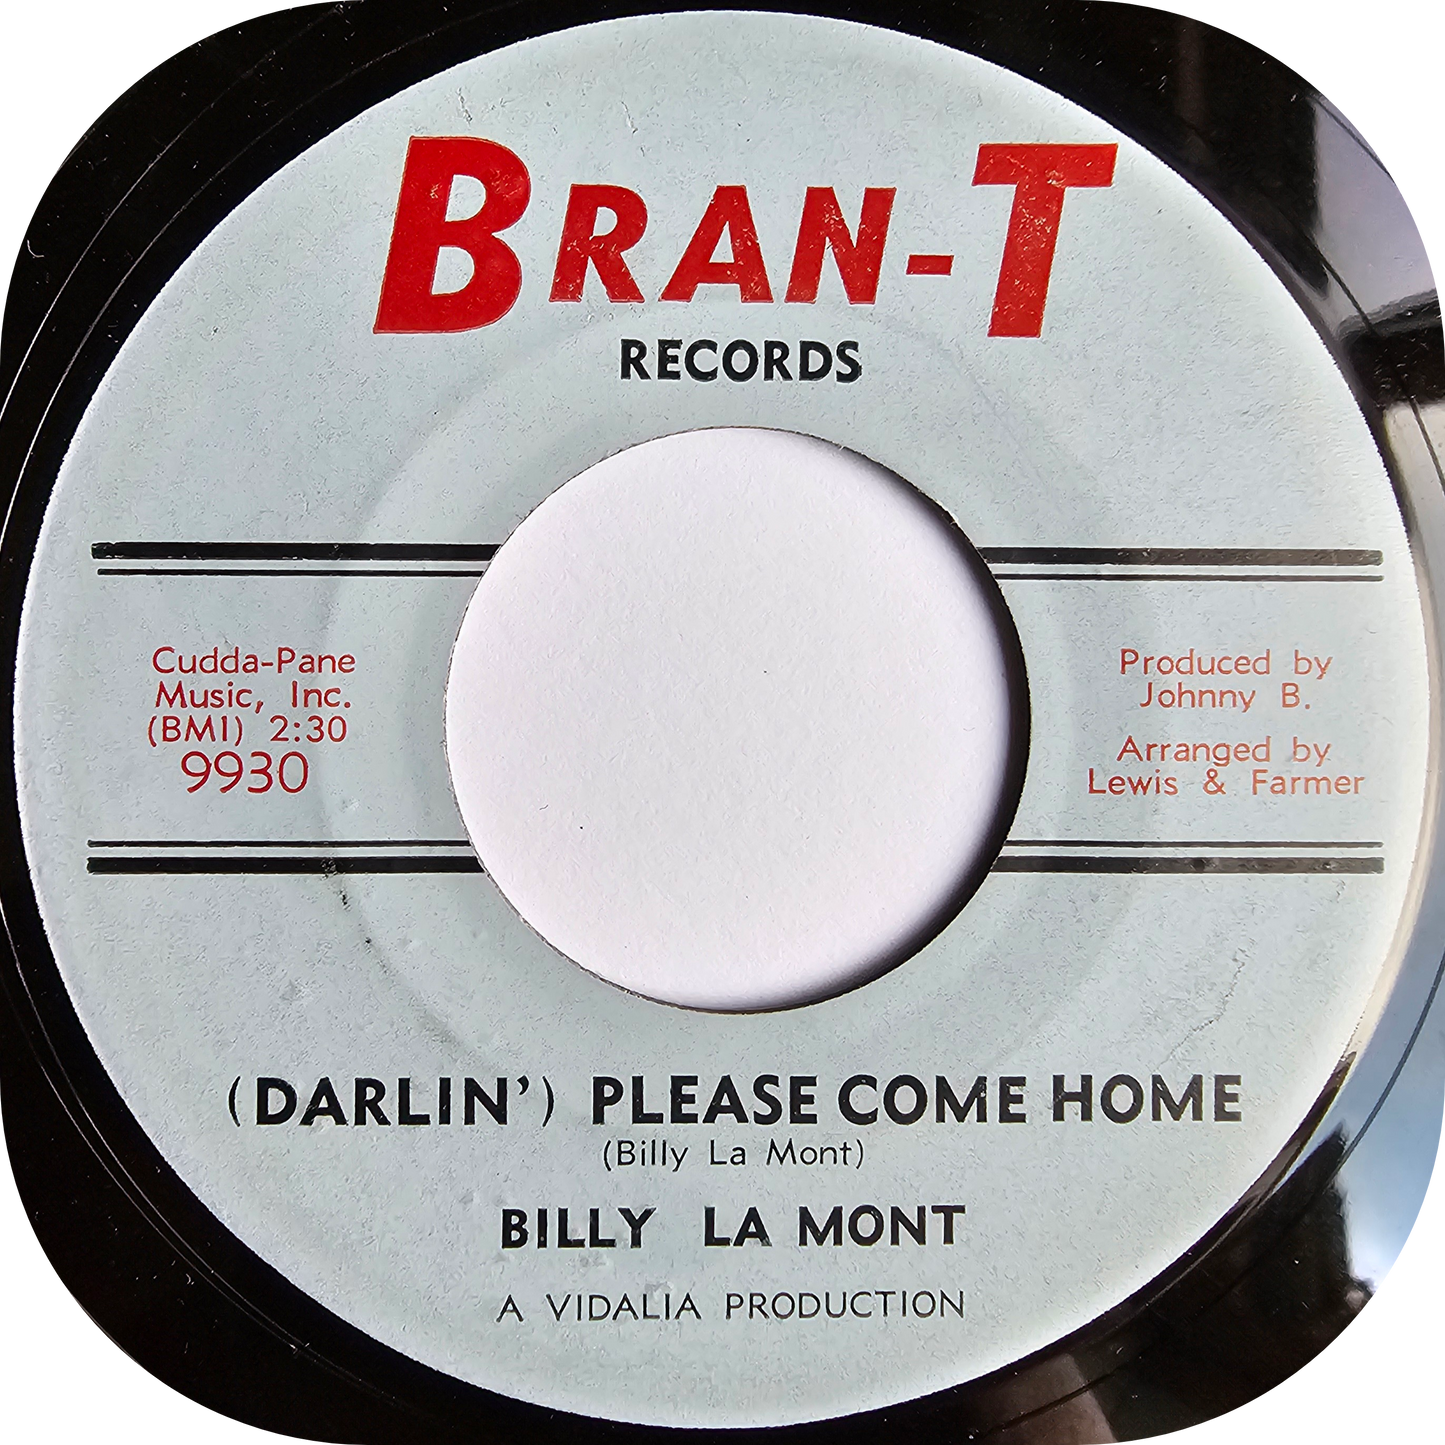 BRAN-T
RECORDS
Cudda-Pane
Music, Inc.
(BMI) 2:30
9930
Produced by
Johnny B.
Arranged by
Lewis & Farmer
(DARLIN') PLEASE COME HOME
(Billy La Mont)
BILLY LA MONT
A VIDALIA PRODUCTION